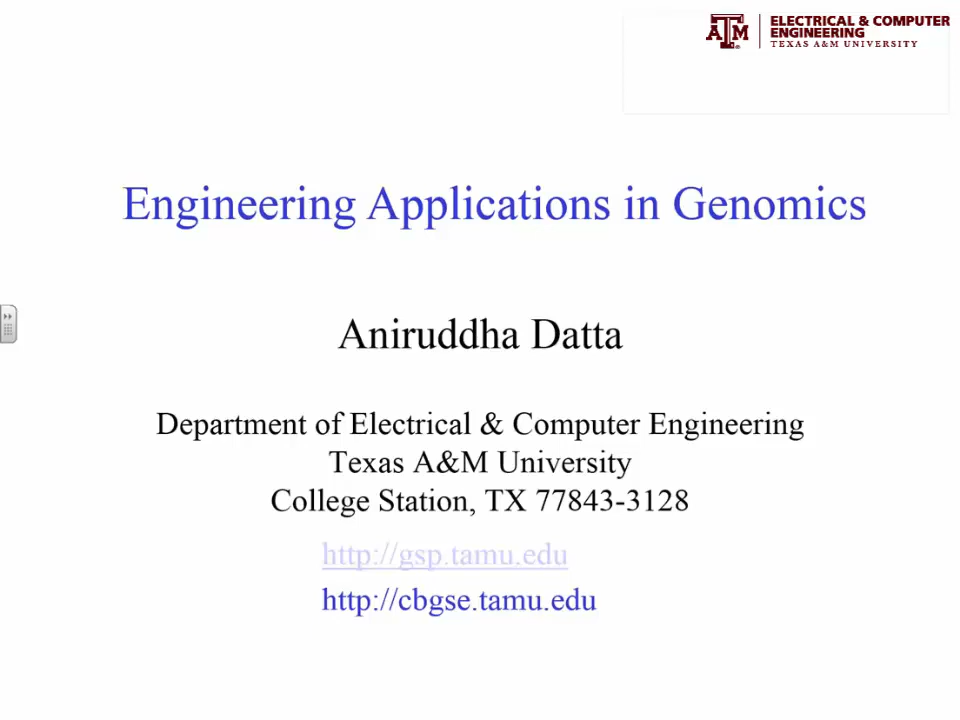 ELECTRICAL & COMPUTER
ENGINEERING
TEXAS A&M UNIVERSITY
Engineering Applications in Genomics
Aniruddha Datta
Department of Electrical & Computer Engineering
Texas A&M University
College Station, TX 77843-3128
http://gsp.tamu.edu
http://cbgse.tamu.edu